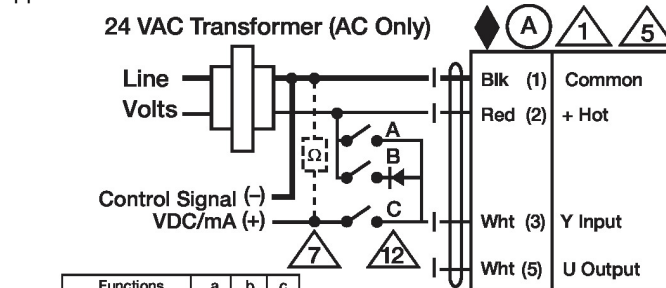 24 VAC Transformer (AC Only)
A 1 5
Line
Volts
Blk (1) Common
Red (2) + Hot
A
Ω
B
Control Signal (–)
VDC/mA (+)
C
Wht (3) Y Input
7 12
Wht (5) U Output
Functions a b c